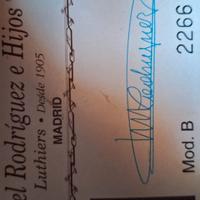 el Rodríguez e Hijos
Luthiers • Desde 1905
MADRID
Mod. B 2266